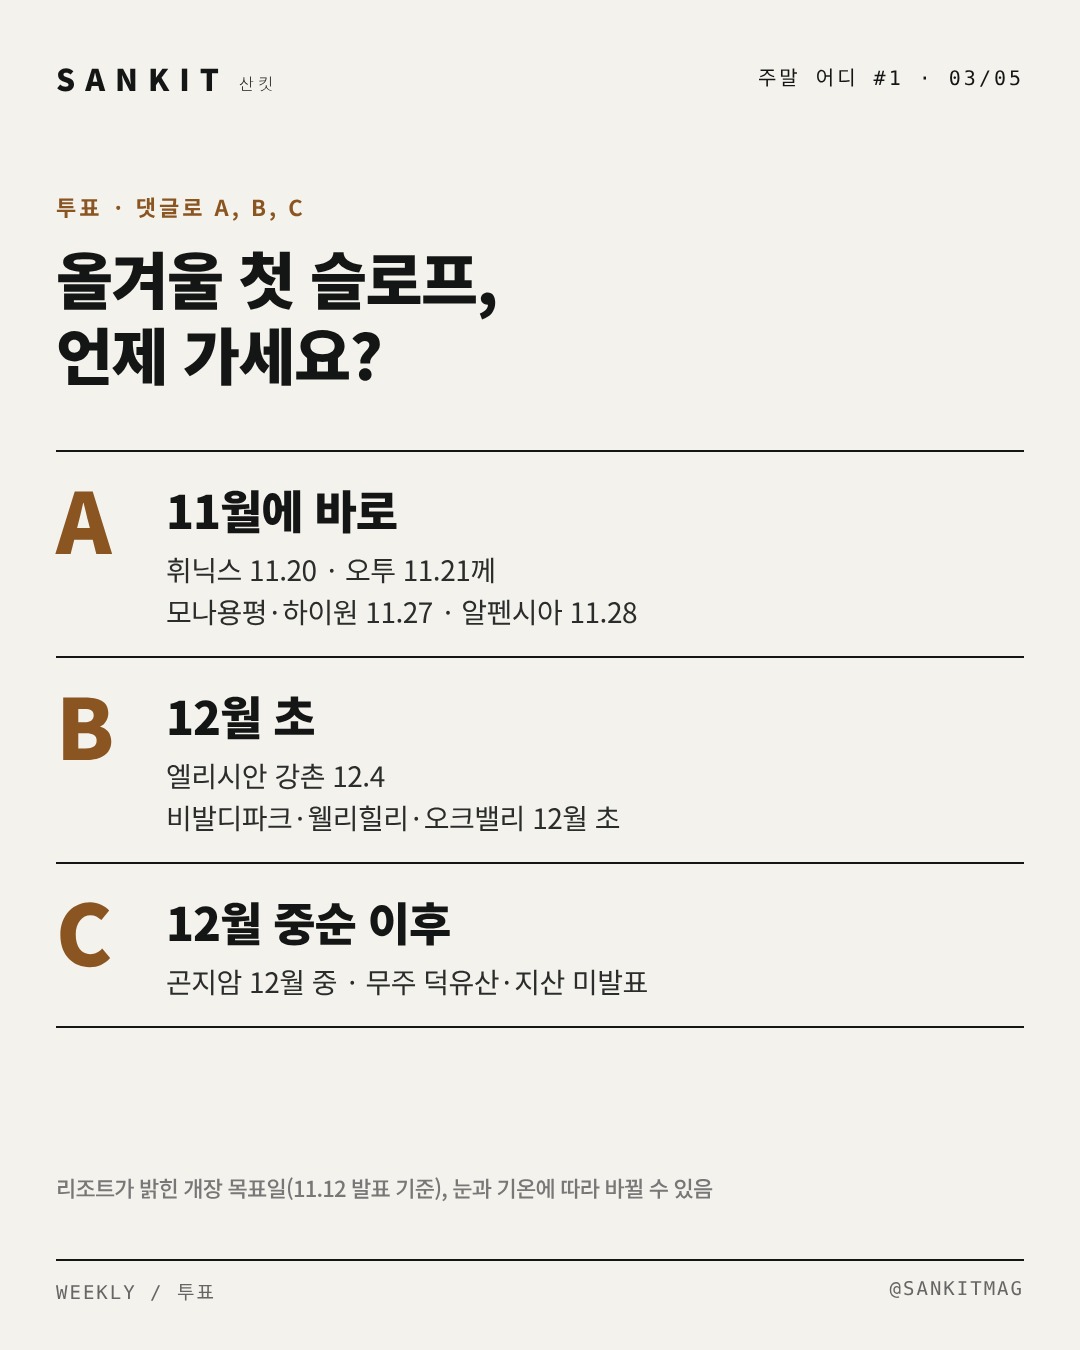 SANKIT 산킷
주말 어디 #1 · 03/05
투표 · 댓글로 A, B, C
올겨울 첫 슬로프,
언제 가세요?
A
11월에 바로
휘닉스 11.20 · 오투 11.21께
모나용평·하이원 11.27 · 알펜시아 11.28
B
12월 초
엘리시안 강촌 12.4
비발디파크·웰리힐리·오크밸리 12월 초
C
12월 중순 이후
곤지암 12월 중 · 무주 덕유산·지산 미발표
리조트가 밝힌 개장 목표일(11.12 발표 기준), 눈과 기온에 따라 바뀔 수 있음
WEEKLY / 투표
@SANKITMAG